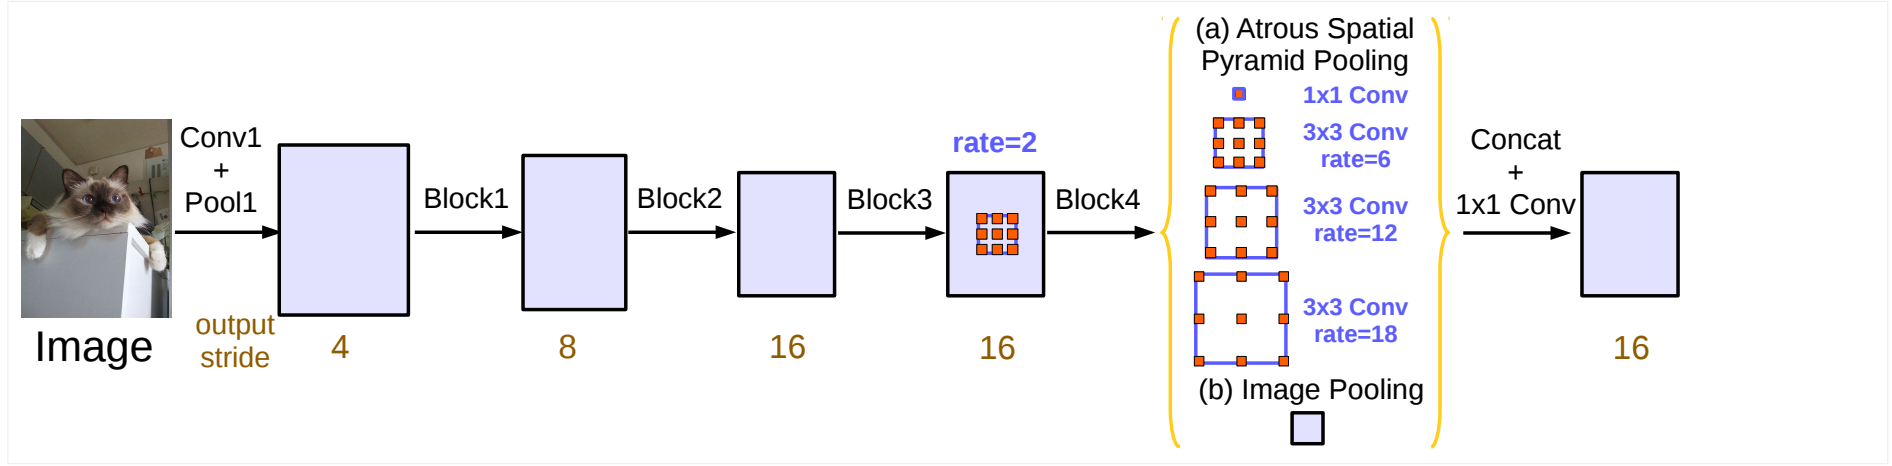 Image
Conv1
+
Pool1
output
stride
4
Block1
8
Block2
16
Block3
rate=2
16
Block4
(a) Atrous Spatial
Pyramid Pooling
1x1 Conv
3x3 Conv
rate=6
3x3 Conv
rate=12
3x3 Conv
rate=18
(b) Image Pooling
Concat
+
1x1 Conv
16